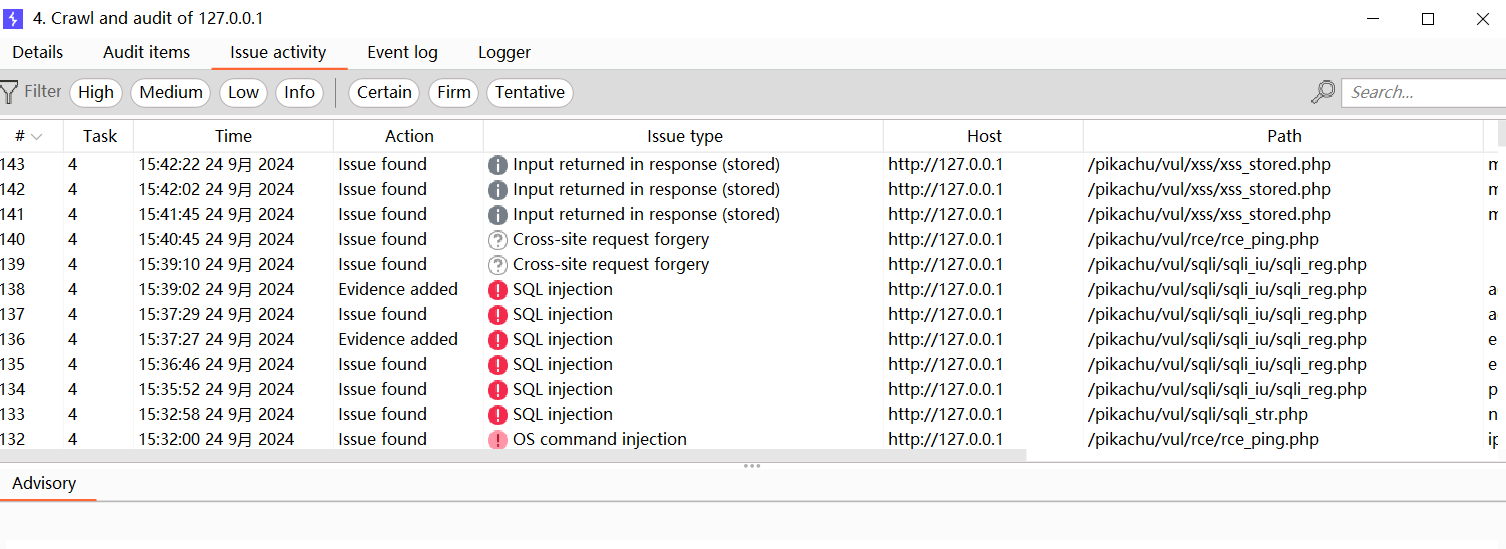 4. Crawl and audit of 127.0.0.1
Details Audit items Issue activity Event log Logger
Filter High Medium Low Info Certain Firm Tentative Search...
# Task Time Action Issue type Host Path
143 4 15:42:22 24 9月 2024 Issue found Input returned in response (stored) http://127.0.0.1 /pikachu/vul/xss/xss_stored.php m
142 4 15:42:02 24 9月 2024 Issue found Input returned in response (stored) http://127.0.0.1 /pikachu/vul/xss/xss_stored.php m
141 4 15:41:45 24 9月 2024 Issue found Input returned in response (stored) http://127.0.0.1 /pikachu/vul/xss/xss_stored.php m
140 4 15:40:45 24 9月 2024 Issue found Cross-site request forgery http://127.0.0.1 /pikachu/vul/rce/rce_ping.php
139 4 15:39:10 24 9月 2024 Issue found Cross-site request forgery http://127.0.0.1 /pikachu/vul/sqli/sqli_iu/sqli_reg.php
138 4 15:39:02 24 9月 2024 Evidence added SQL injection http://127.0.0.1 /pikachu/vul/sqli/sqli_iu/sqli_reg.php a
137 4 15:37:29 24 9月 2024 Issue found SQL injection http://127.0.0.1 /pikachu/vul/sqli/sqli_iu/sqli_reg.php a
136 4 15:37:27 24 9月 2024 Evidence added SQL injection http://127.0.0.1 /pikachu/vul/sqli/sqli_iu/sqli_reg.php e
135 4 15:36:46 24 9月 2024 Issue found SQL injection http://127.0.0.1 /pikachu/vul/sqli/sqli_iu/sqli_reg.php e
134 4 15:35:52 24 9月 2024 Issue found SQL injection http://127.0.0.1 /pikachu/vul/sqli/sqli_iu/sqli_reg.php p
133 4 15:32:58 24 9月 2024 Issue found SQL injection http://127.0.0.1 /pikachu/vul/sqli/sqli_str.php n
132 4 15:32:00 24 9月 2024 Issue found OS command injection http://127.0.0.1 /pikachu/vul/rce/rce_ping.php ip
Advisory